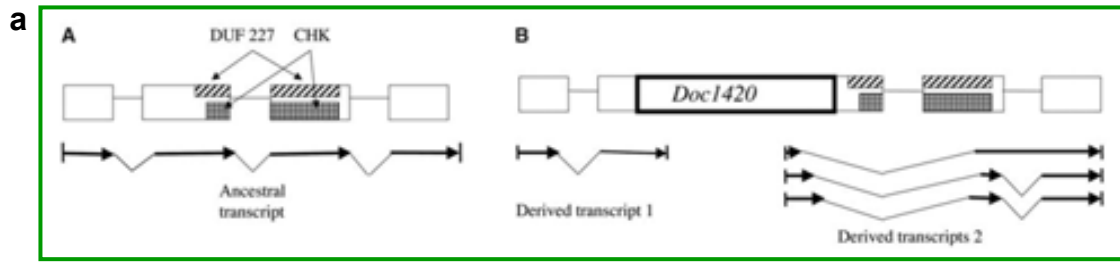 a
A
DUF 227 CHK
Ancestral
transcript
B
Doc1420
Derived transcript 1
Derived transcripts 2